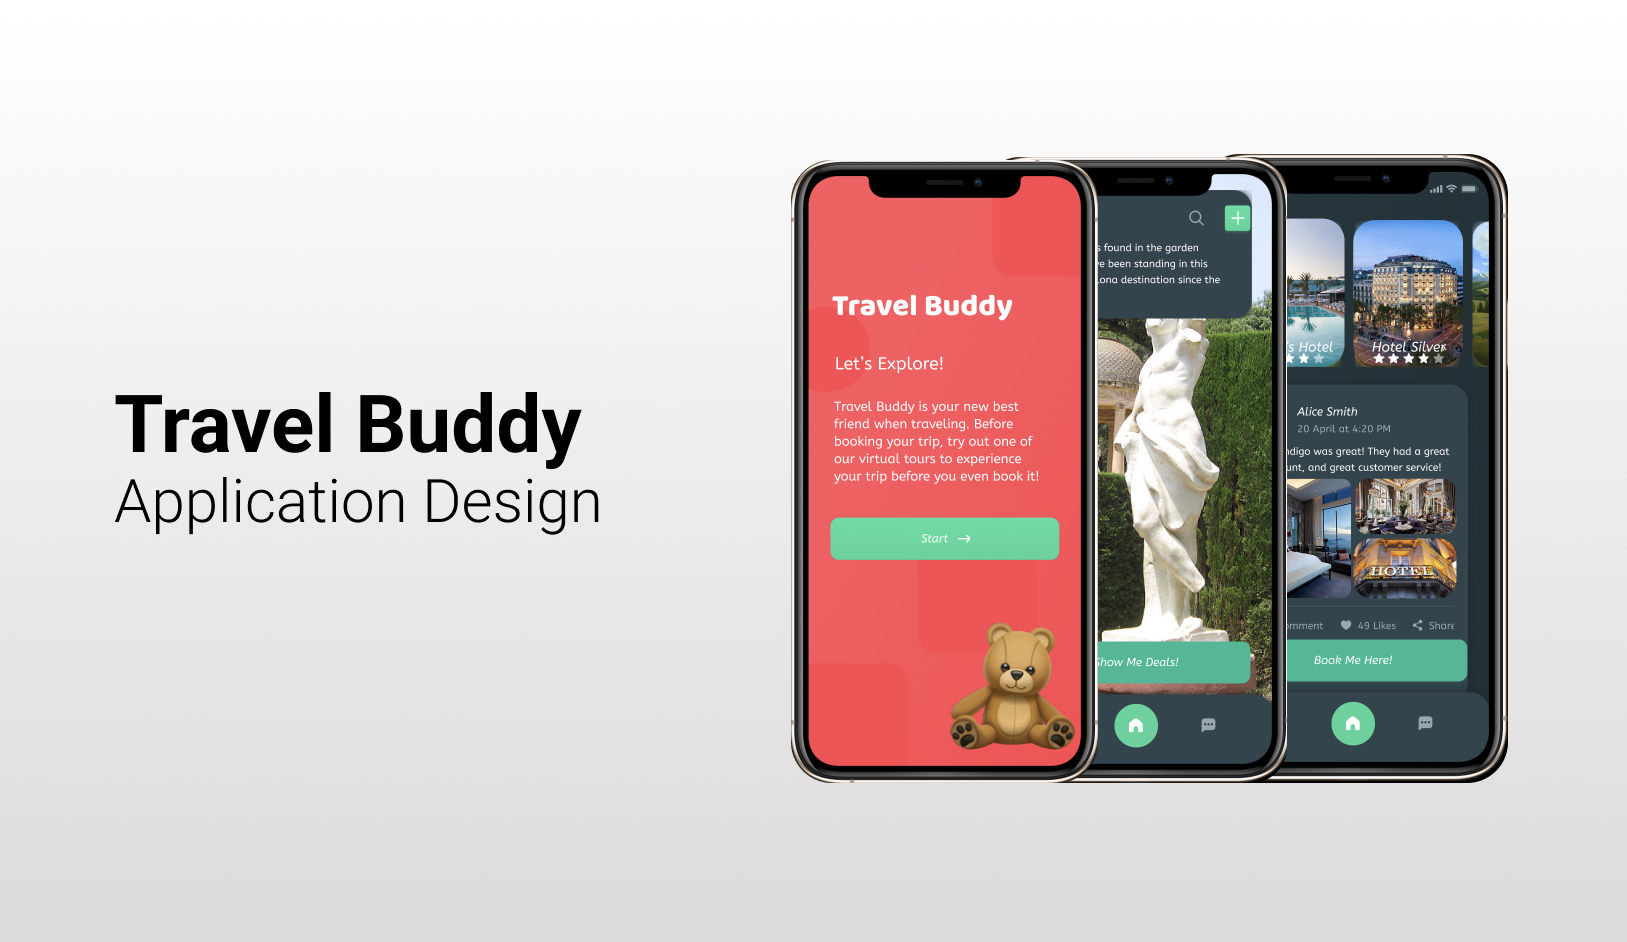 Travel Buddy
Application Design
Travel Buddy
Let's Explore!
Travel Buddy is your new best
friend when traveling. Before
booking your trip, try out one of
our virtual tours to experience
your trip before you even book it!
Start
found in the garden
been standing in this
destination since the
Show Me Deals!
Hotel
Hotel Silver
Alice Smith
20 April at 4:20 PM
was great! They had a great
and great customer service!
HOTEL
49 Likes
Share
Book Me Here!